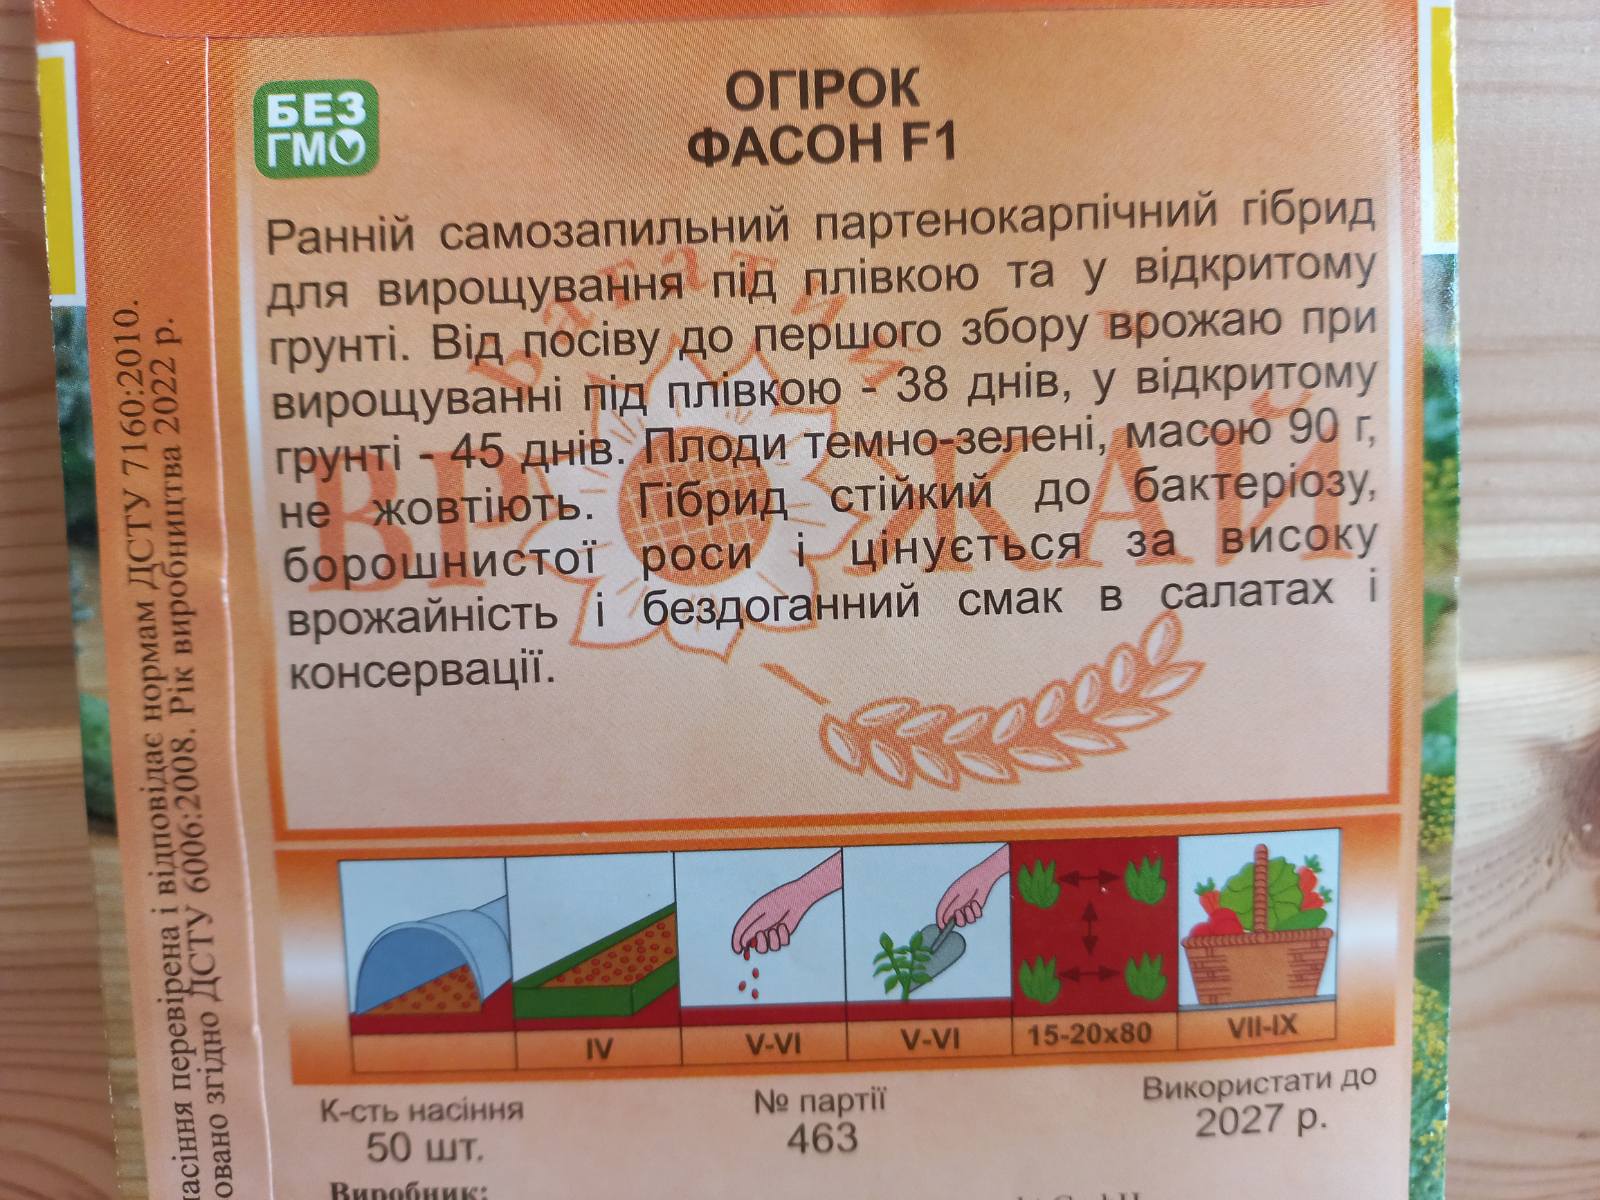 БЕЗ
ГМО
ОГІРОК
ФАСОН F1
Ранній самозапильний партенокарпічний гібрид
для вирощування під плівкою та у відкритому
грунті. Від посіву до першого збору врожаю при
вирощуванні під плівкою - 38 днів, у відкритому
грунті - 45 днів. Плоди темно-зелені, масою 90 г,
не жовтіють. Гібрид стійкий до бактеріозу,
борошнистої роси і цінується за високу
врожайність і бездоганний смак в салатах і
консервації.
Багатий
ВРОЖАЙ
IV
V-VI
V-VI
15-20x80
VII-IX
К-сть насіння
50 шт.
№ партії
463
Використати до
2027 р.
Виробник:
перевірена і відповідає нормам ДСТУ 7160:2010.
згідно ДСТУ 6006:2008. Рік виробництва 2022 р.